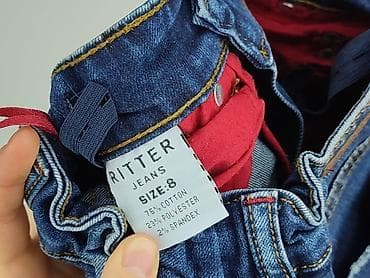 RITTER
JEANS
SIZE:8
75% COTTON
23% POLYESTER
2% SPANDEX